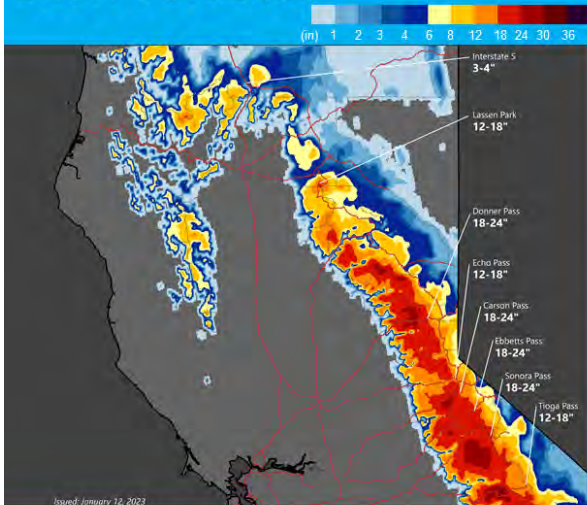 (in) 1 2 3 4 6 8 12 18 24 30 36
Interstate 5
3-4"
Lassen Park
12-18"
Donner Pass
18-24"
Echo Pass
12-18"
Carson Pass
18-24"
Ebbetts Pass
18-24"
Sonora Pass
18-24"
Tioga Pass
12-18"
Issued: January 12, 2023